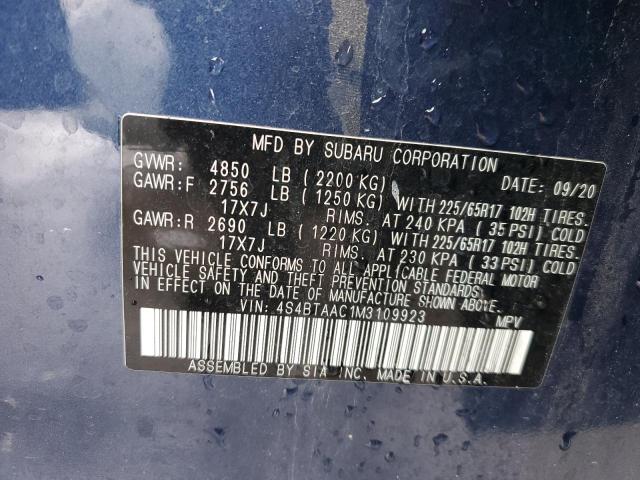 MFD BY SUBARU CORPORATION
GVWR: 4850 LB (2200 KG) DATE: 09/20
GAWR:F 2756 LB (1250 KG) WITH 225/65R17 102H TIRES.
17X7J RIMS. AT 240 KPA (35 PSI) COLD
GAWR:R 2690 LB (1220 KG) WITH 225/65R17 102H TIRES.
17X7J RIMS. AT 230 KPA (33 PSI) COLD
THIS VEHICLE CONFORMS TO ALL APPLICABLE FEDERAL MOTOR
VEHICLE SAFETY AND THEFT PREVENTION STANDARDS
IN EFFECT ON THE DATE OF MANUFACTURE SHOWN ABOVE.
VIN: 4S4BTAAC1M3109923 MPV
ASSEMBLED BY SIA INC. MADE IN U.S.A.